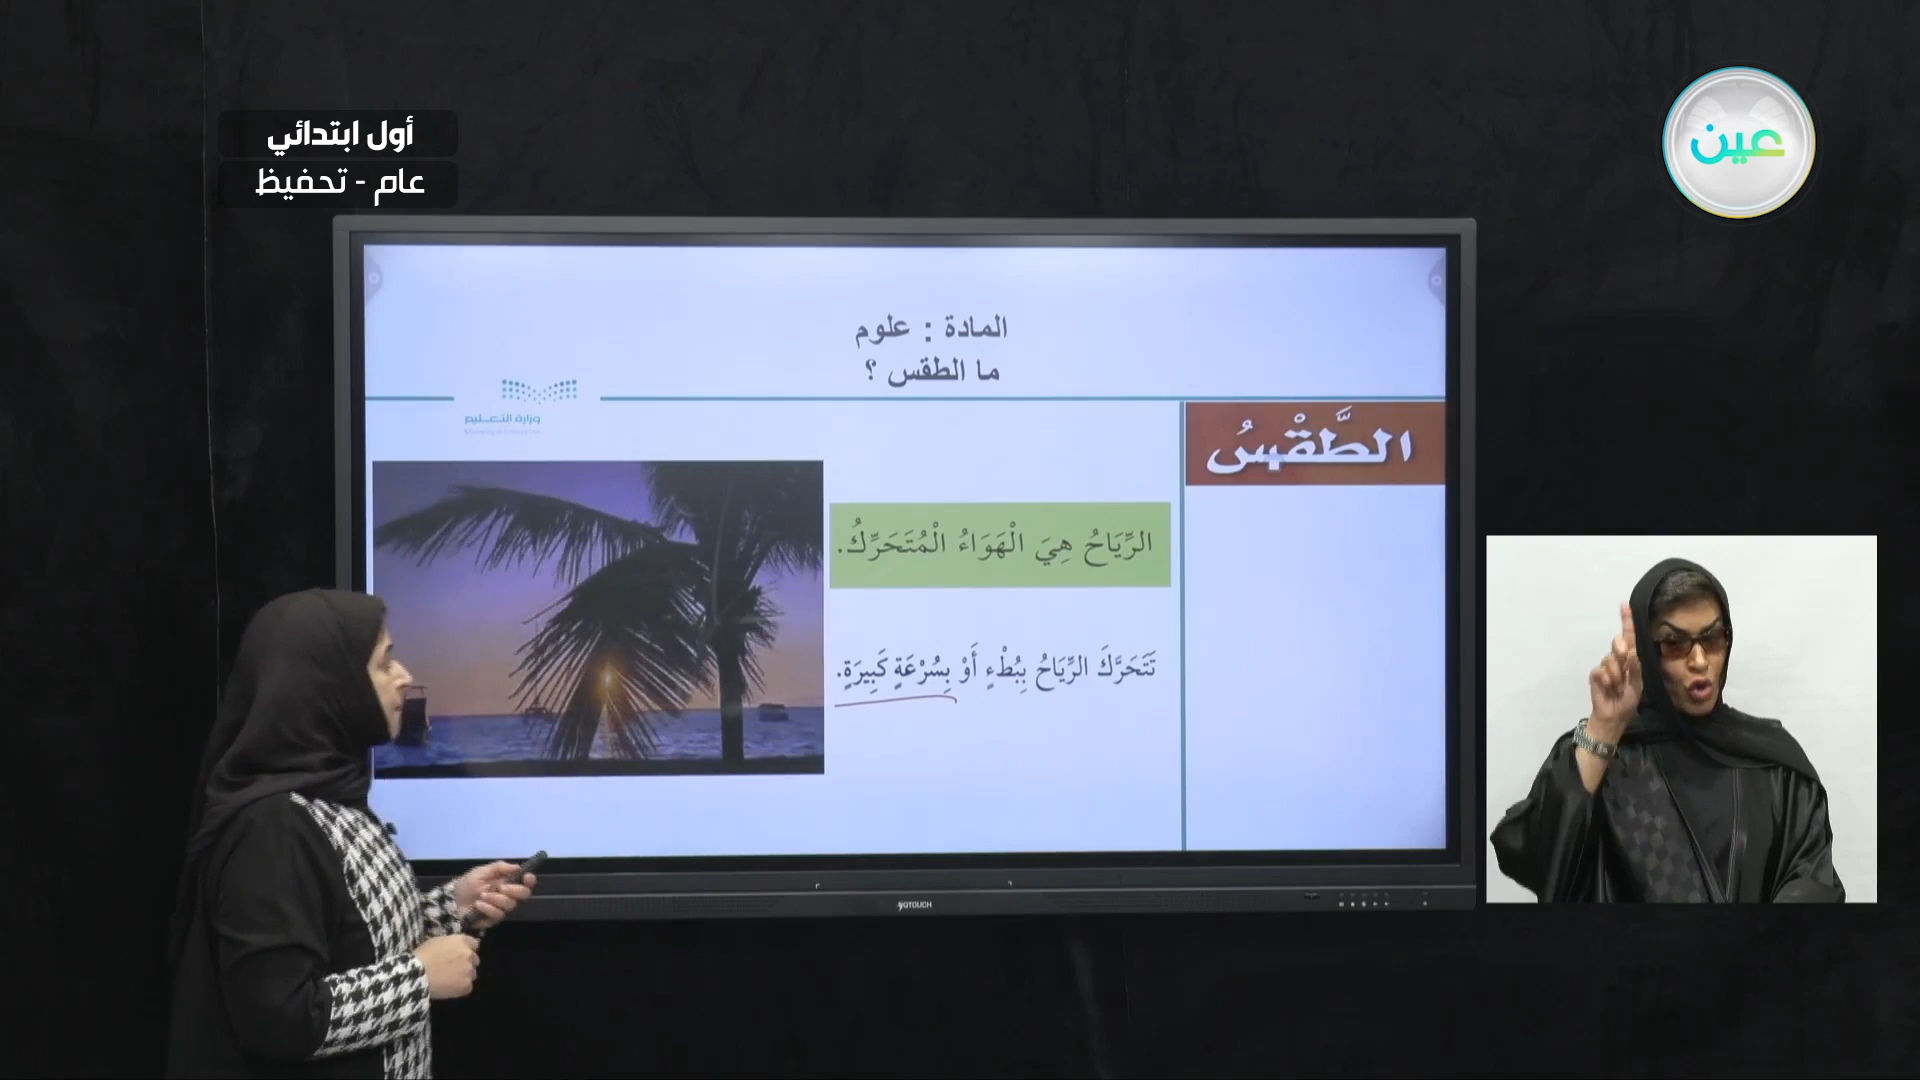 أول ابتدائي
عام - تحفيظ
عين
المادة : علوم
ما الطقس ؟
وزارة التعليم
الطَّقْسُ
الرِّيَاحُ هِيَ الْهَوَاءُ الْمُتَحَرِّكُ.
تَتَحَرَّكَ الرِّيَاحُ بِبُطْءٍ أَوْ بِسُرْعَةٍ كَبِيرَةٍ.